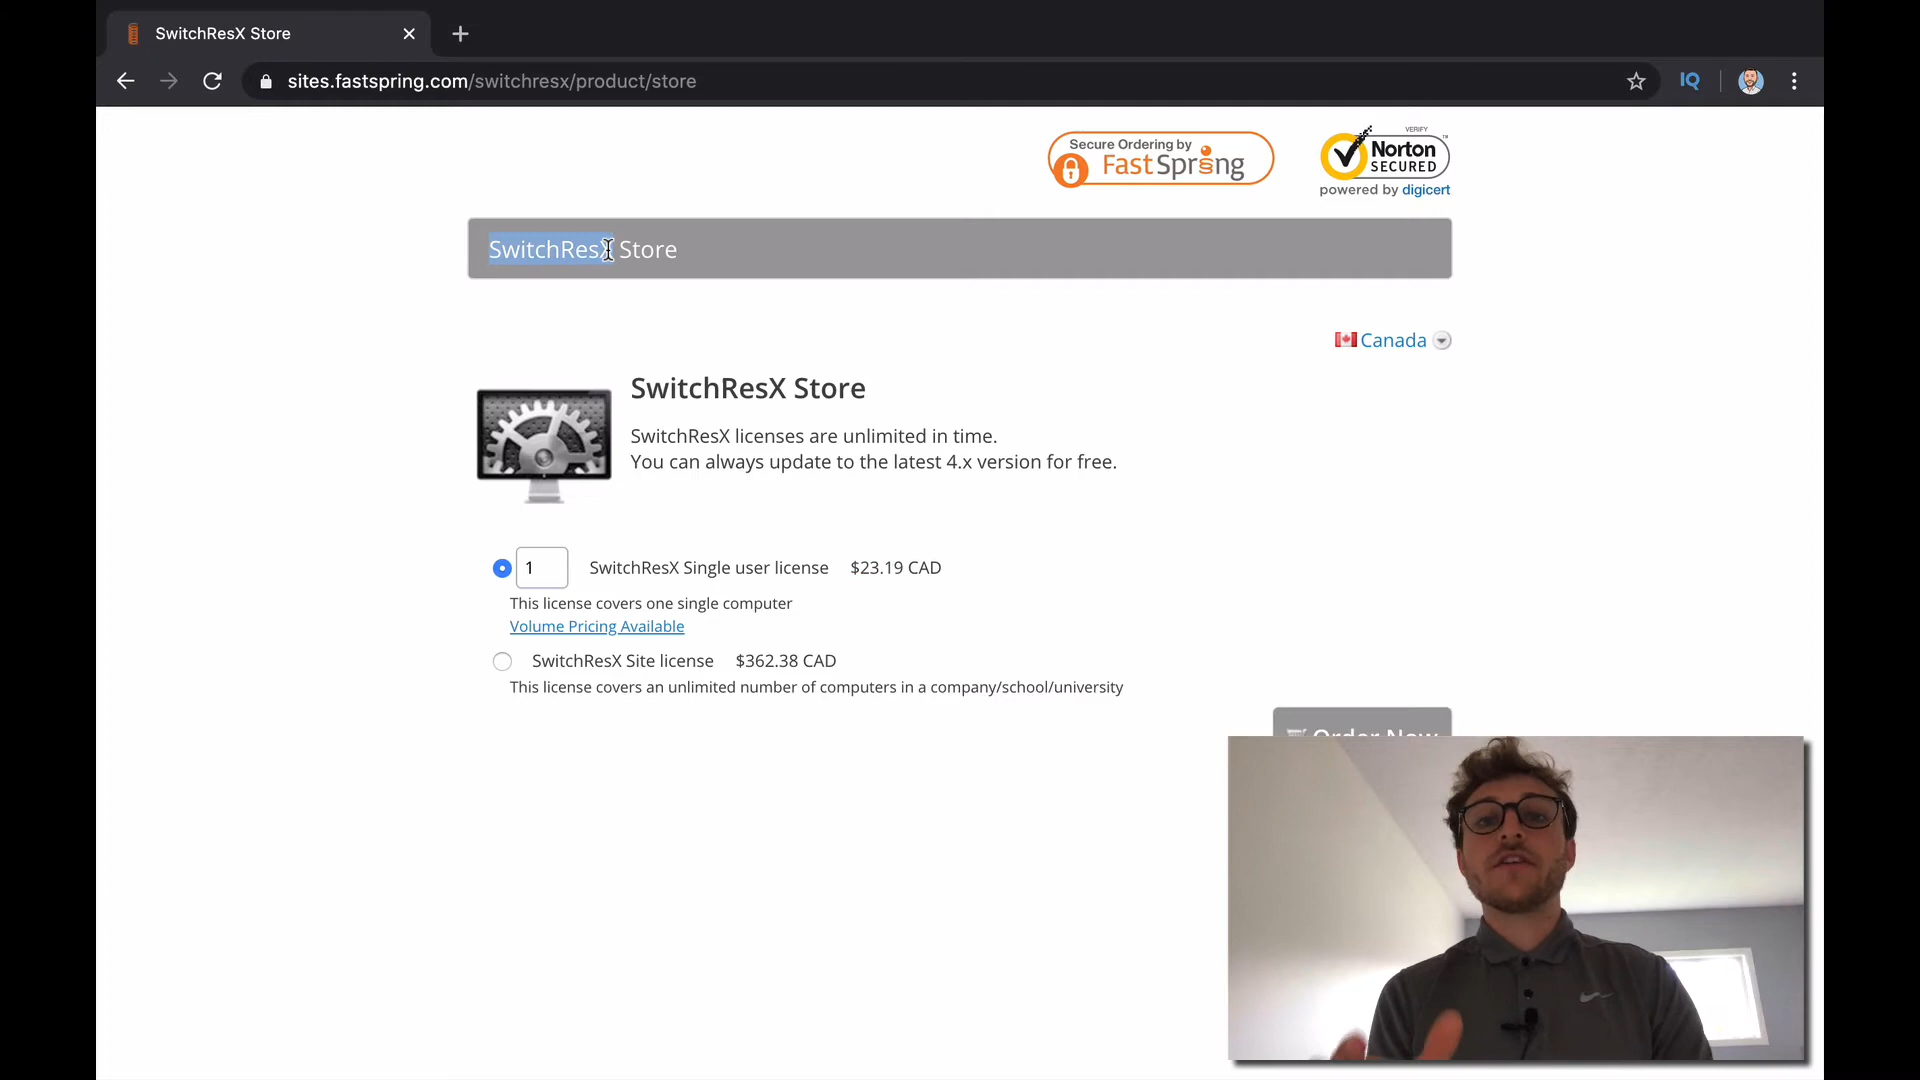 SwitchResX Store
sites.fastspring.com/switchresx/product/store
IQ
Secure Ordering by
FastSpring
VERIFY
Norton
SECURED
powered by digicert
SwitchResX Store
Canada
SwitchResX Store
SwitchResX licenses are unlimited in time.
You can always update to the latest 4.x version for free.
1 SwitchResX Single user license $23.19 CAD
This license covers one single computer
Volume Pricing Available
SwitchResX Site license $362.38 CAD
This license covers an unlimited number of computers in a company/school/university
Order Now